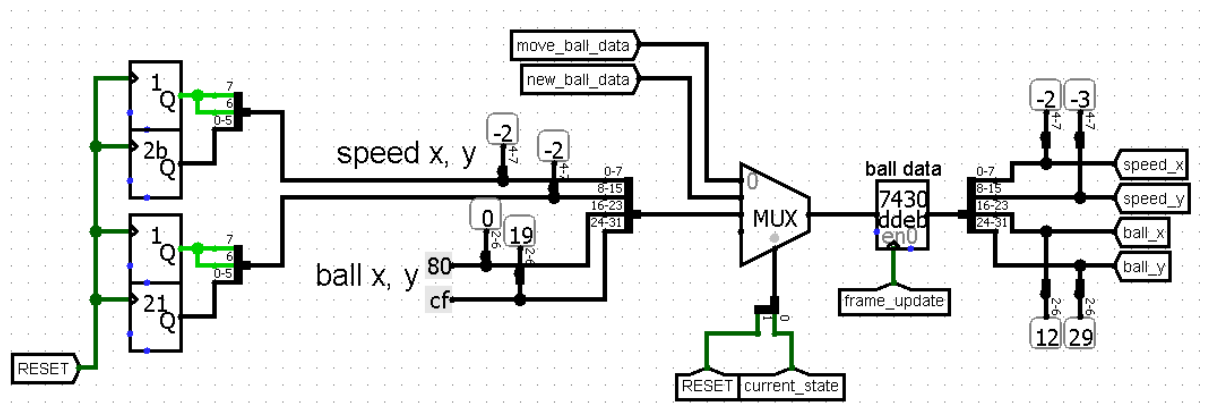 move_ball_data
new_ball_data
1
Q
7
6
0-5
2b
Q
speed x, y
-2
4-7
-2
4-7
0-7
8-15
16-23
24-31
1
Q
7
6
0-5
21
Q
ball x, y
0
2-6
19
2-6
80
cf
0
MUX
ball data
7430
ddeb
en0
frame_update
1
0
RESET
current_state
RESET
-2
4-7
-3
4-7
0-7
8-15
16-23
24-31
speed_x
speed_y
ball_x
ball_y
2-6
2-6
12
29